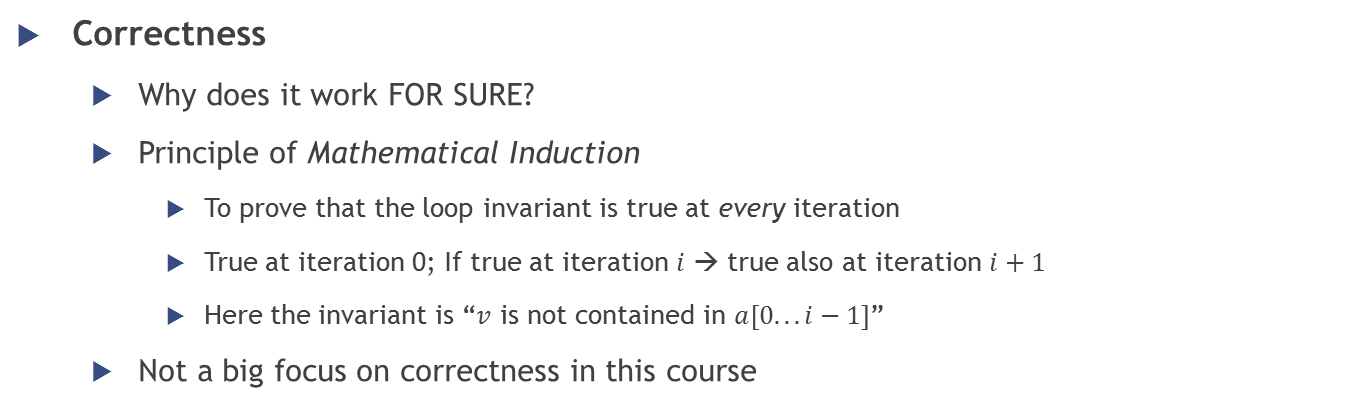 Correctness
Why does it work FOR SURE?
Principle of Mathematical Induction
To prove that the loop invariant is true at every iteration
True at iteration 0; If true at iteration i → true also at iteration i + 1
Here the invariant is “v is not contained in a[0…i − 1]”
Not a big focus on correctness in this course